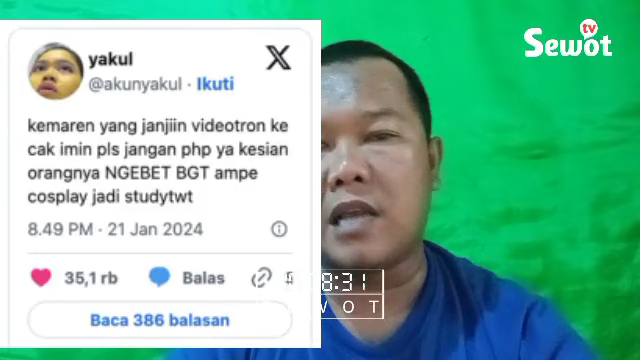 yakul
@akunyakul · Ikuti
kemaren yang janjiin videotron ke
cak imin pls jangan php ya kesian
orangnya NGEBET BGT ampe
cosplay jadi studytwt
8.49 PM · 21 Jan 2024
35,1 rb
Balas
Baca 386 balasan
8:31
WOT
Sewot
tv